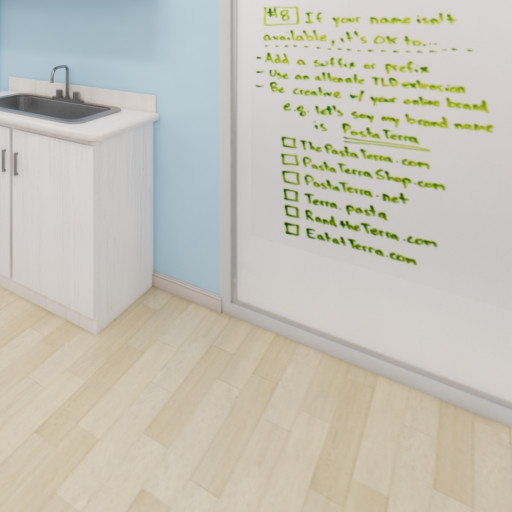 #8 If your name isn't
available, it's OK to...
- Add a suffix or prefix
- Use an alternate TLD extension
- Be creative w/ your online brand
e.g. let's say my brand name
is PastaTerra
ThePastaTerra.com
PastaTerraShop.com
PastaTerra.net
Terra.pasta
RandtheTerra.com
EatatTerra.com